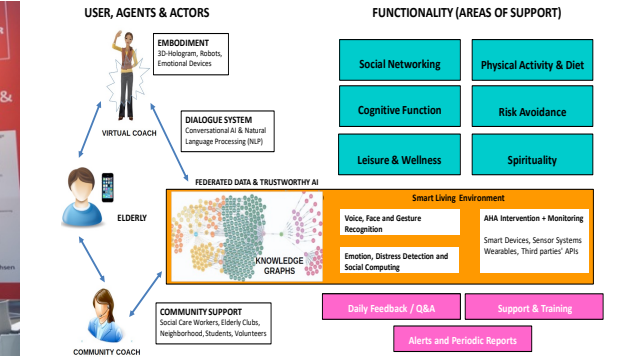 USER, AGENTS & ACTORS
FUNCTIONALITY (AREAS OF SUPPORT)
&
EMBODIMENT
3D-Hologram, Robots,
Emotional Devices
VIRTUAL COACH
DIALOGUE SYSTEM
Conversational AI & Natural
Language Processing (NLP)
Social Networking
Physical Activity & Diet
Cognitive Function
Risk Avoidance
Leisure & Wellness
Spirituality
ELDERLY
FEDERATED DATA & TRUSTWORTHY AI
KNOWLEDGE
GRAPHS
Smart Living Environment
Voice, Face and Gesture
Recognition
Emotion, Distress Detection and
Social Computing
AHA Intervention + Monitoring
Smart Devices, Sensor Systems
Wearables, Third parties' APIs
COMMUNITY SUPPORT
Social Care Workers, Elderly Clubs,
Neighborhood, Students, Volunteers
COMMUNITY COACH
Daily Feedback / Q&A
Support & Training
Alerts and Periodic Reports